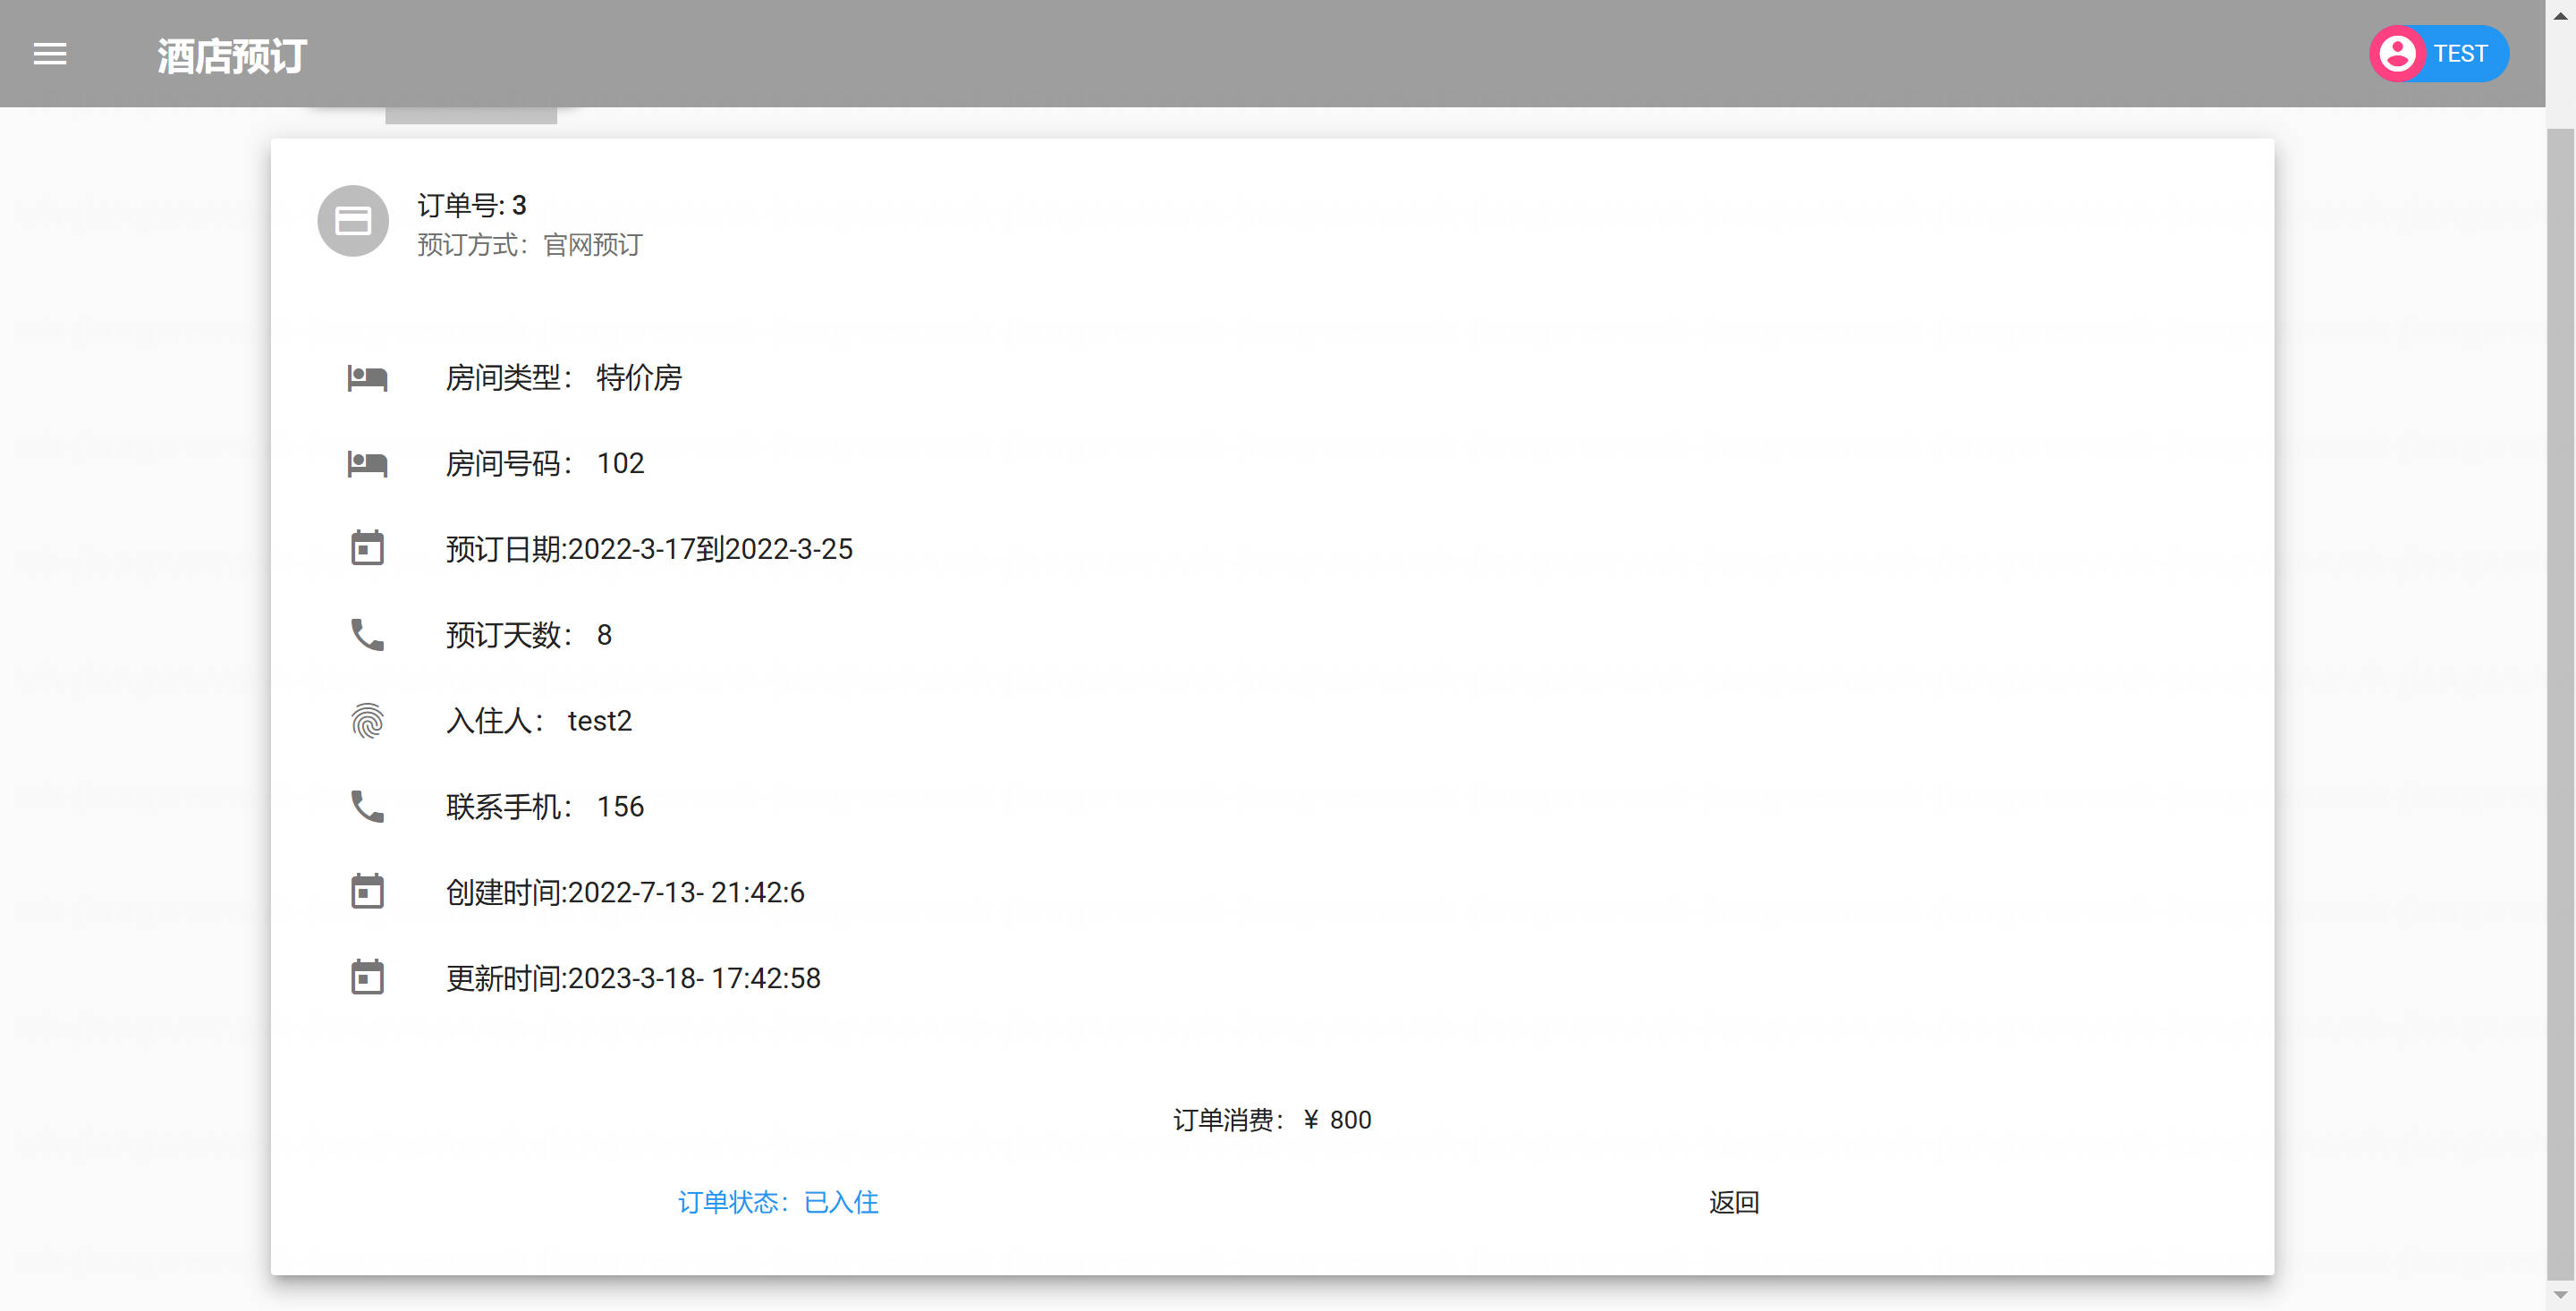 酒店预订
TEST
订单号: 3
预订方式：官网预订
房间类型： 特价房
房间号码： 102
预订日期:2022-3-17到2022-3-25
预订天数： 8
入住人： test2
联系手机： 156
创建时间:2022-7-13- 21:42:6
更新时间:2023-3-18- 17:42:58
订单消费：￥ 800
订单状态：已入住
返回